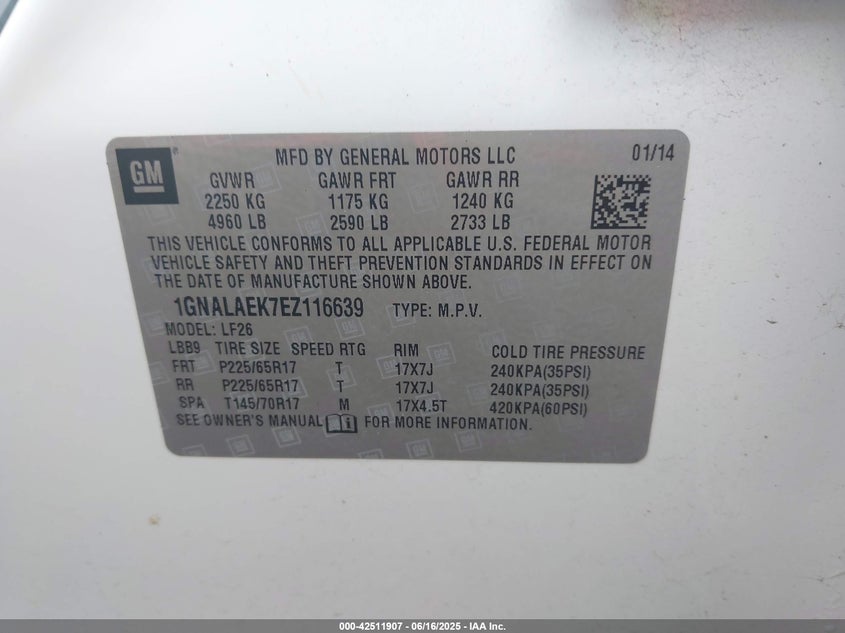 GM
MFD BY GENERAL MOTORS LLC 01/14
GVWR GAWR FRT GAWR RR
2250 KG 1175 KG 1240 KG
4960 LB 2590 LB 2733 LB
THIS VEHICLE CONFORMS TO ALL APPLICABLE U.S. FEDERAL MOTOR
VEHICLE SAFETY AND THEFT PREVENTION STANDARDS IN EFFECT ON
THE DATE OF MANUFACTURE SHOWN ABOVE.
1GNALAEK7EZ116639 TYPE: M.P.V.
MODEL: LF26
LBB9 TIRE SIZE SPEED RTG RIM COLD TIRE PRESSURE
FRT P225/65R17 T 17X7J 240KPA(35PSI)
RR P225/65R17 T 17X7J 240KPA(35PSI)
SPA T145/70R17 M 17X4.5T 420KPA(60PSI)
SEE OWNER'S MANUAL FOR MORE INFORMATION.
000-42511907 - 06/16/2025 - IAA Inc.